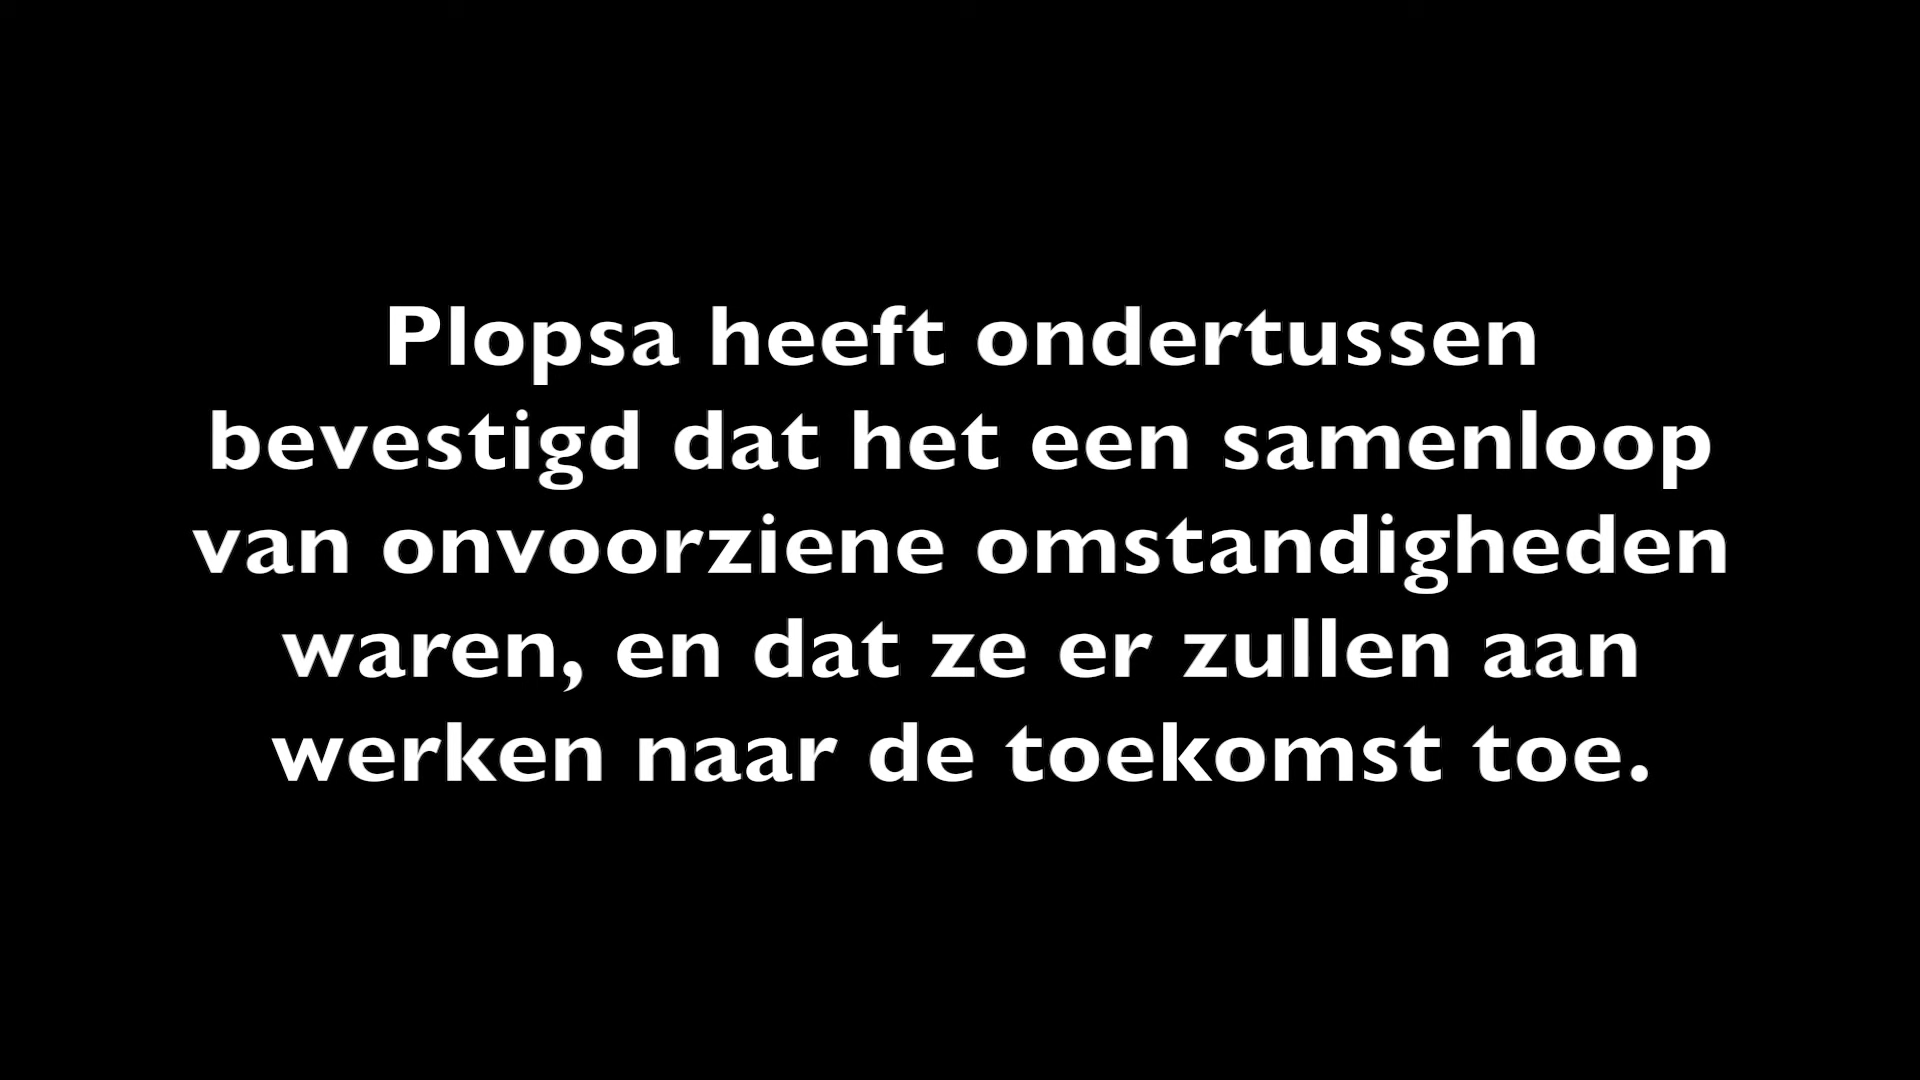 Plopsa heeft ondertussen
bevestigd dat het een samenloop
van onvoorziene omstandigheden
waren, en dat ze er zullen aan
werken naar de toekomst toe.